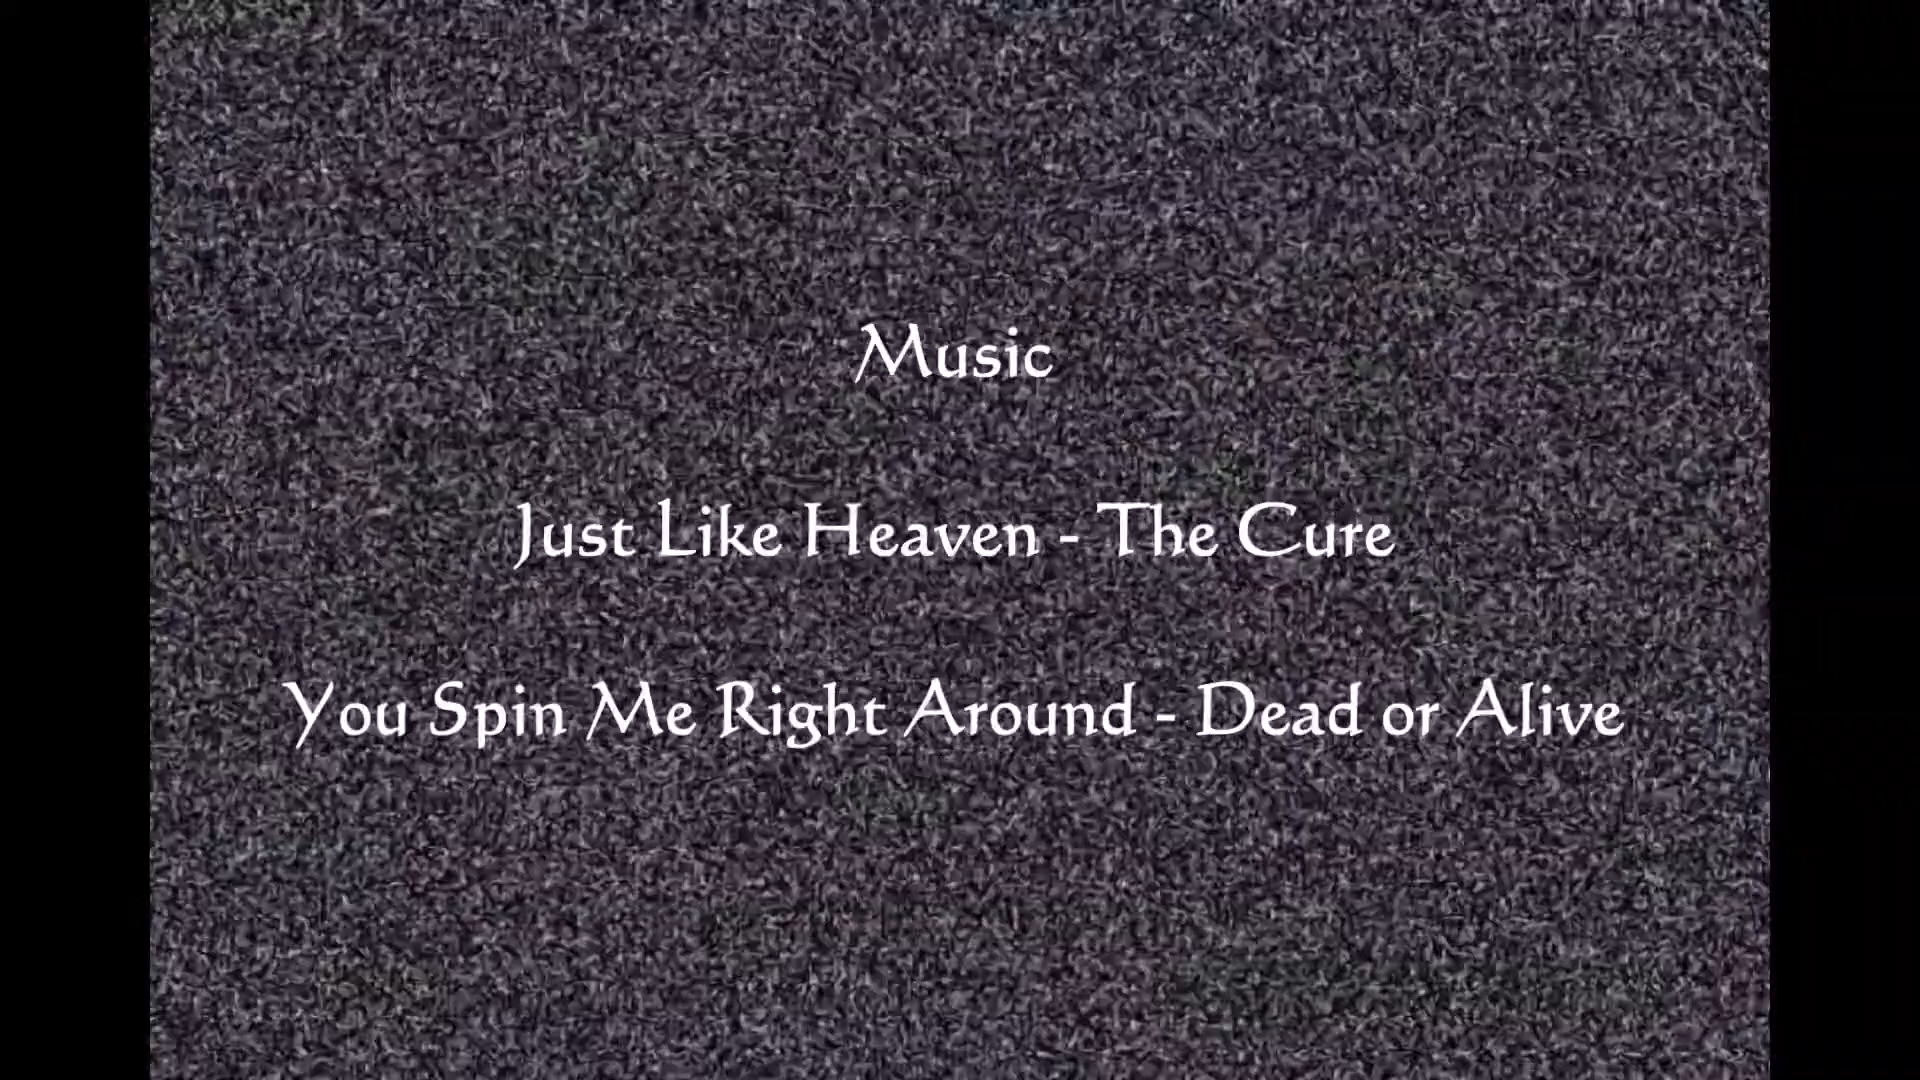 Music
Just Like Heaven - The Cure
You Spin Me Right Around - Dead or Alive